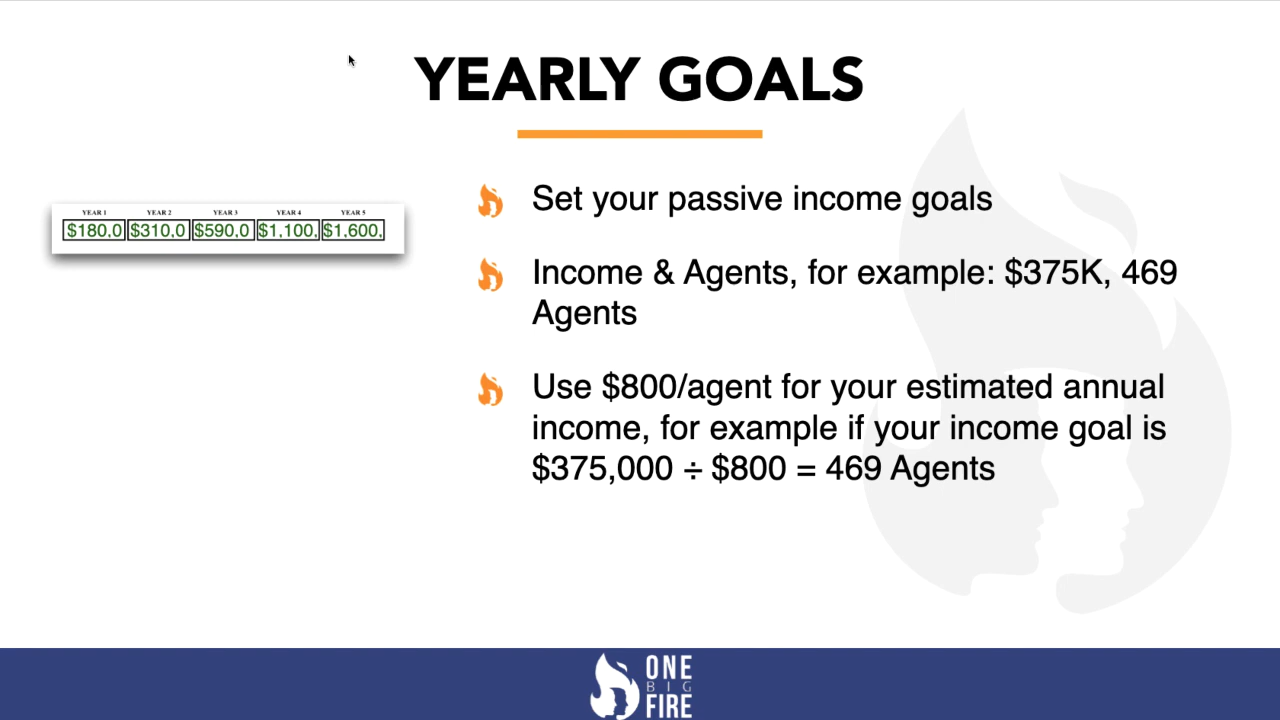 YEARLY GOALS
YEAR 1 YEAR 2 YEAR 3 YEAR 4 YEAR 5
$180,0 $310,0 $590,0 $1,100, $1,600,
Set your passive income goals
Income & Agents, for example: $375K, 469
Agents
Use $800/agent for your estimated annual
income, for example if your income goal is
$375,000 ÷ $800 = 469 Agents
ONE
BIG
FIRE